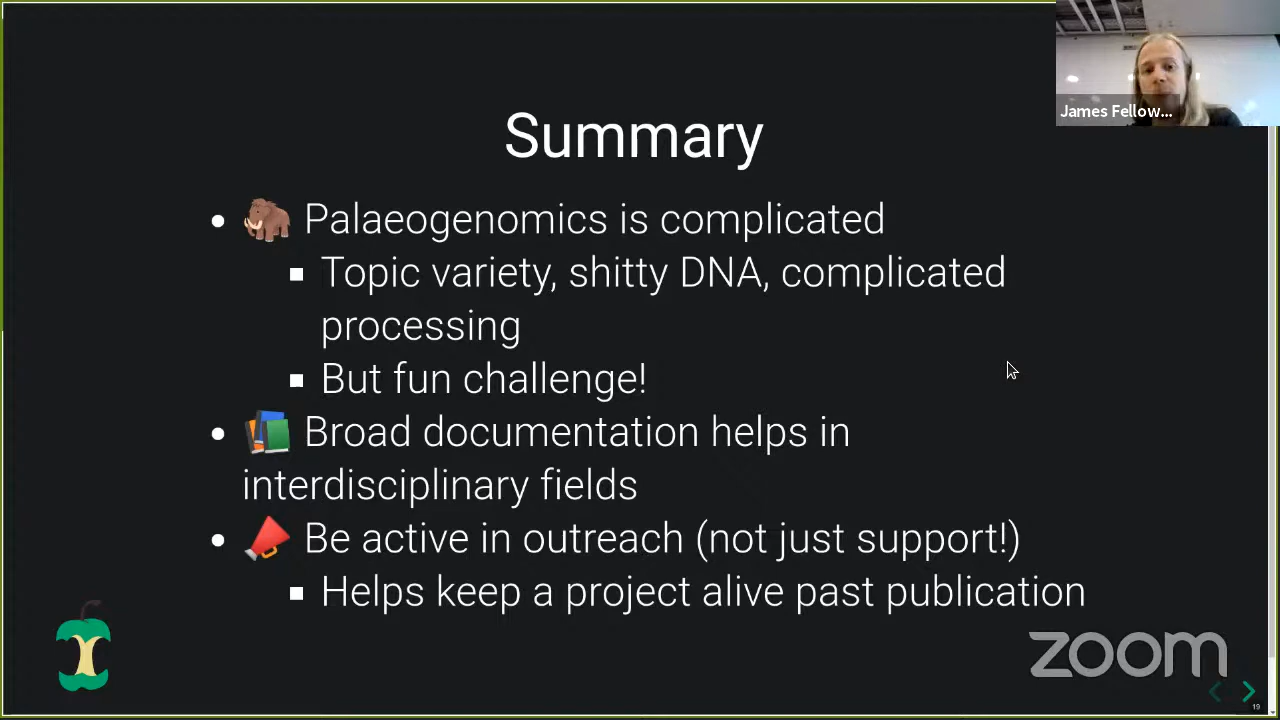 James Fellow...
Summary
Palaeogenomics is complicated
Topic variety, shitty DNA, complicated
processing
But fun challenge!
Broad documentation helps in
interdisciplinary fields
Be active in outreach (not just support!)
Helps keep a project alive past publication
zoom
19